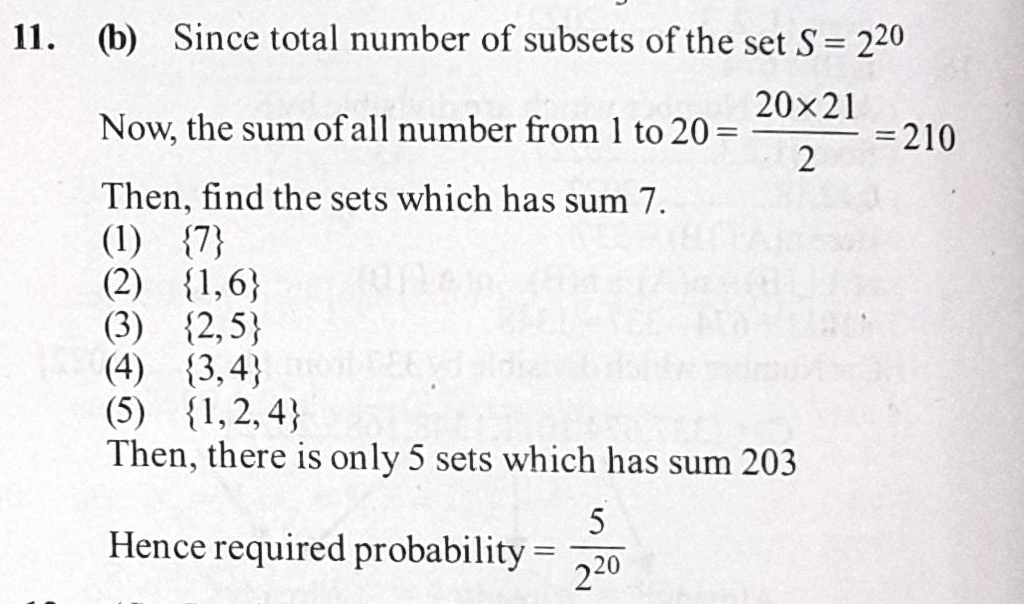 11. (b) Since total number of subsets of the set S = 2^20
Now, the sum of all number from 1 to 20 = 20×21/2 = 210
Then, find the sets which has sum 7.
(1) {7}
(2) {1, 6}
(3) {2, 5}
(4) {3, 4}
(5) {1, 2, 4}
Then, there is only 5 sets which has sum 203
Hence required probability = 5/2^20